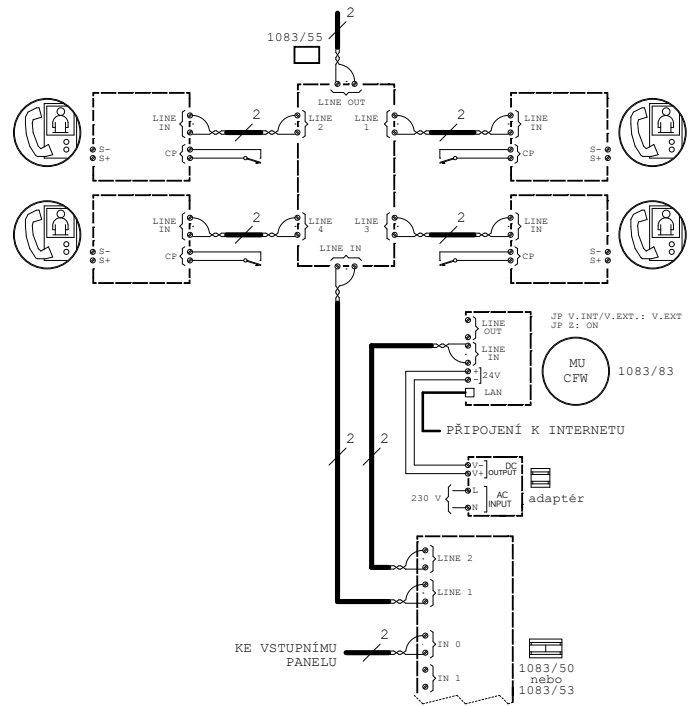 2
1083/55
LINE OUT
LINE
IN
2
LINE
2
LINE
1
2
LINE
IN
S-
S+
CP
CP
S-
S+
LINE
IN
2
LINE
4
LINE
3
2
LINE
IN
S-
S+
CP
CP
S-
S+
LINE IN
JP V.INT/V.EXT.: V.EXT
JP Z: ON
LINE
OUT
LINE
IN
+
-
24V
LAN
MU
CFW
1083/83
PŘIPOJENÍ K INTERNETU
2
2
V-
V+
DC
OUTPUT
230 V
L
N
AC
INPUT
adaptér
LINE 2
LINE 1
KE VSTUPNÍMU
PANELU
2
IN 0
IN 1
1083/50
nebo
1083/53